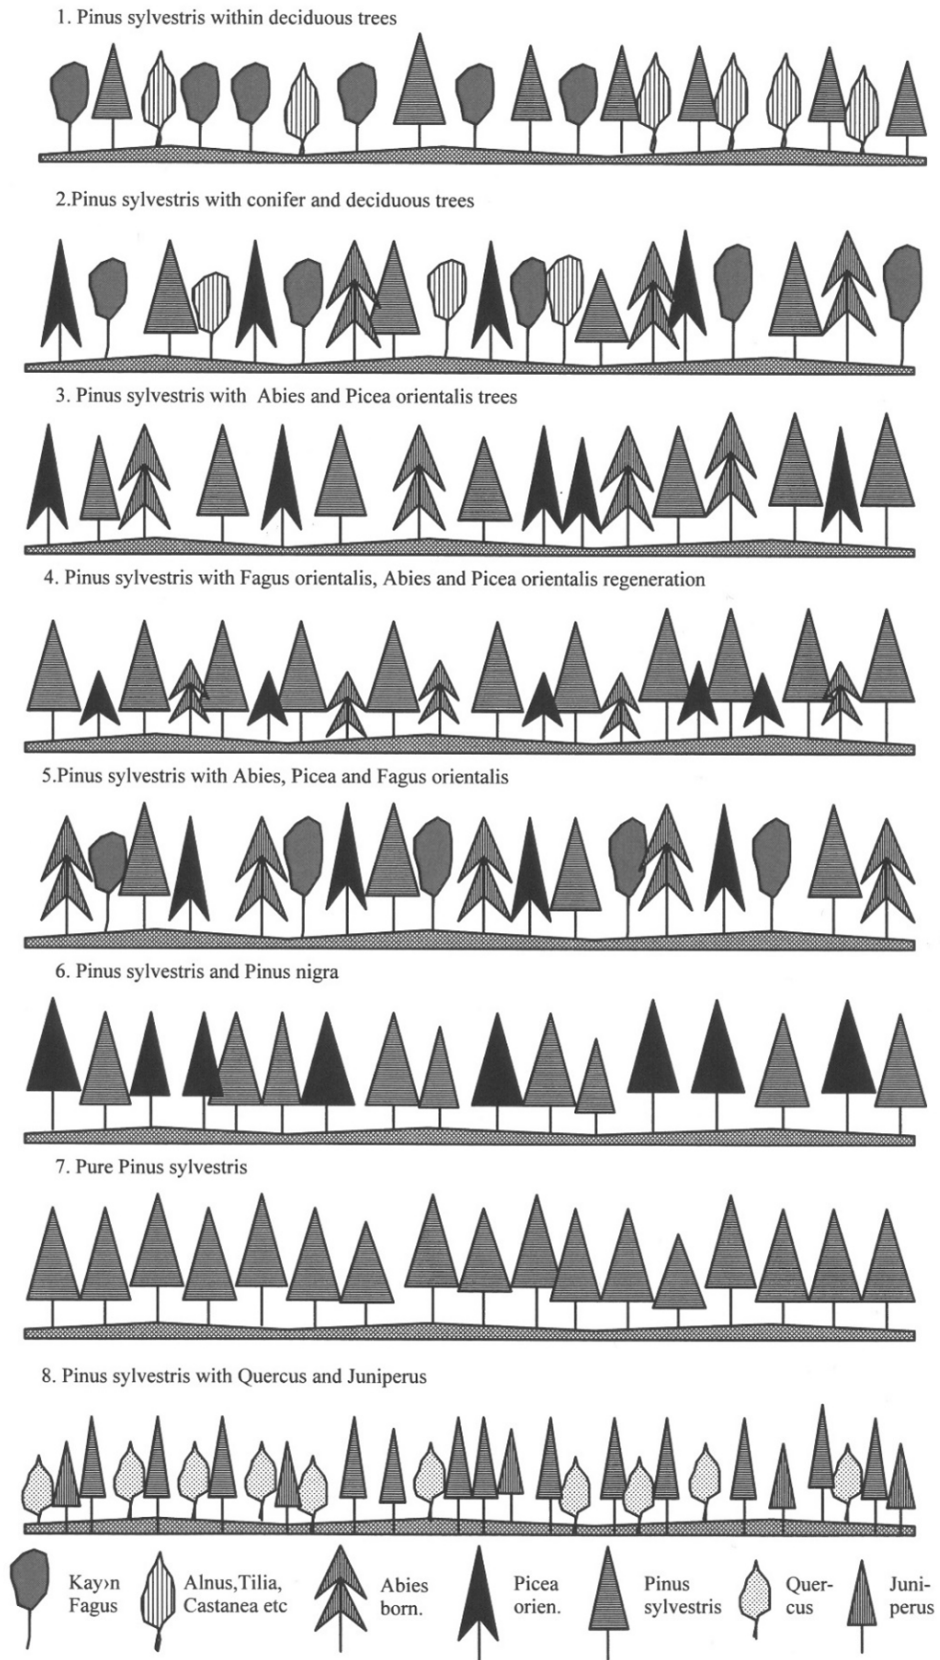 1. Pinus sylvestris within deciduous trees
2.Pinus sylvestris with conifer and deciduous trees
3. Pinus sylvestris with Abies and Picea orientalis trees
4. Pinus sylvestris with Fagus orientalis, Abies and Picea orientalis regeneration
5.Pinus sylvestris with Abies, Picea and Fagus orientalis
6. Pinus sylvestris and Pinus nigra
7. Pure Pinus sylvestris
8. Pinus sylvestris with Quercus and Juniperus
Kay›n
Fagus
Alnus,Tilia,
Castanea etc
Abies
born.
Picea
orien.
Pinus
sylvestris
Quer-
cus
Juni-
perus